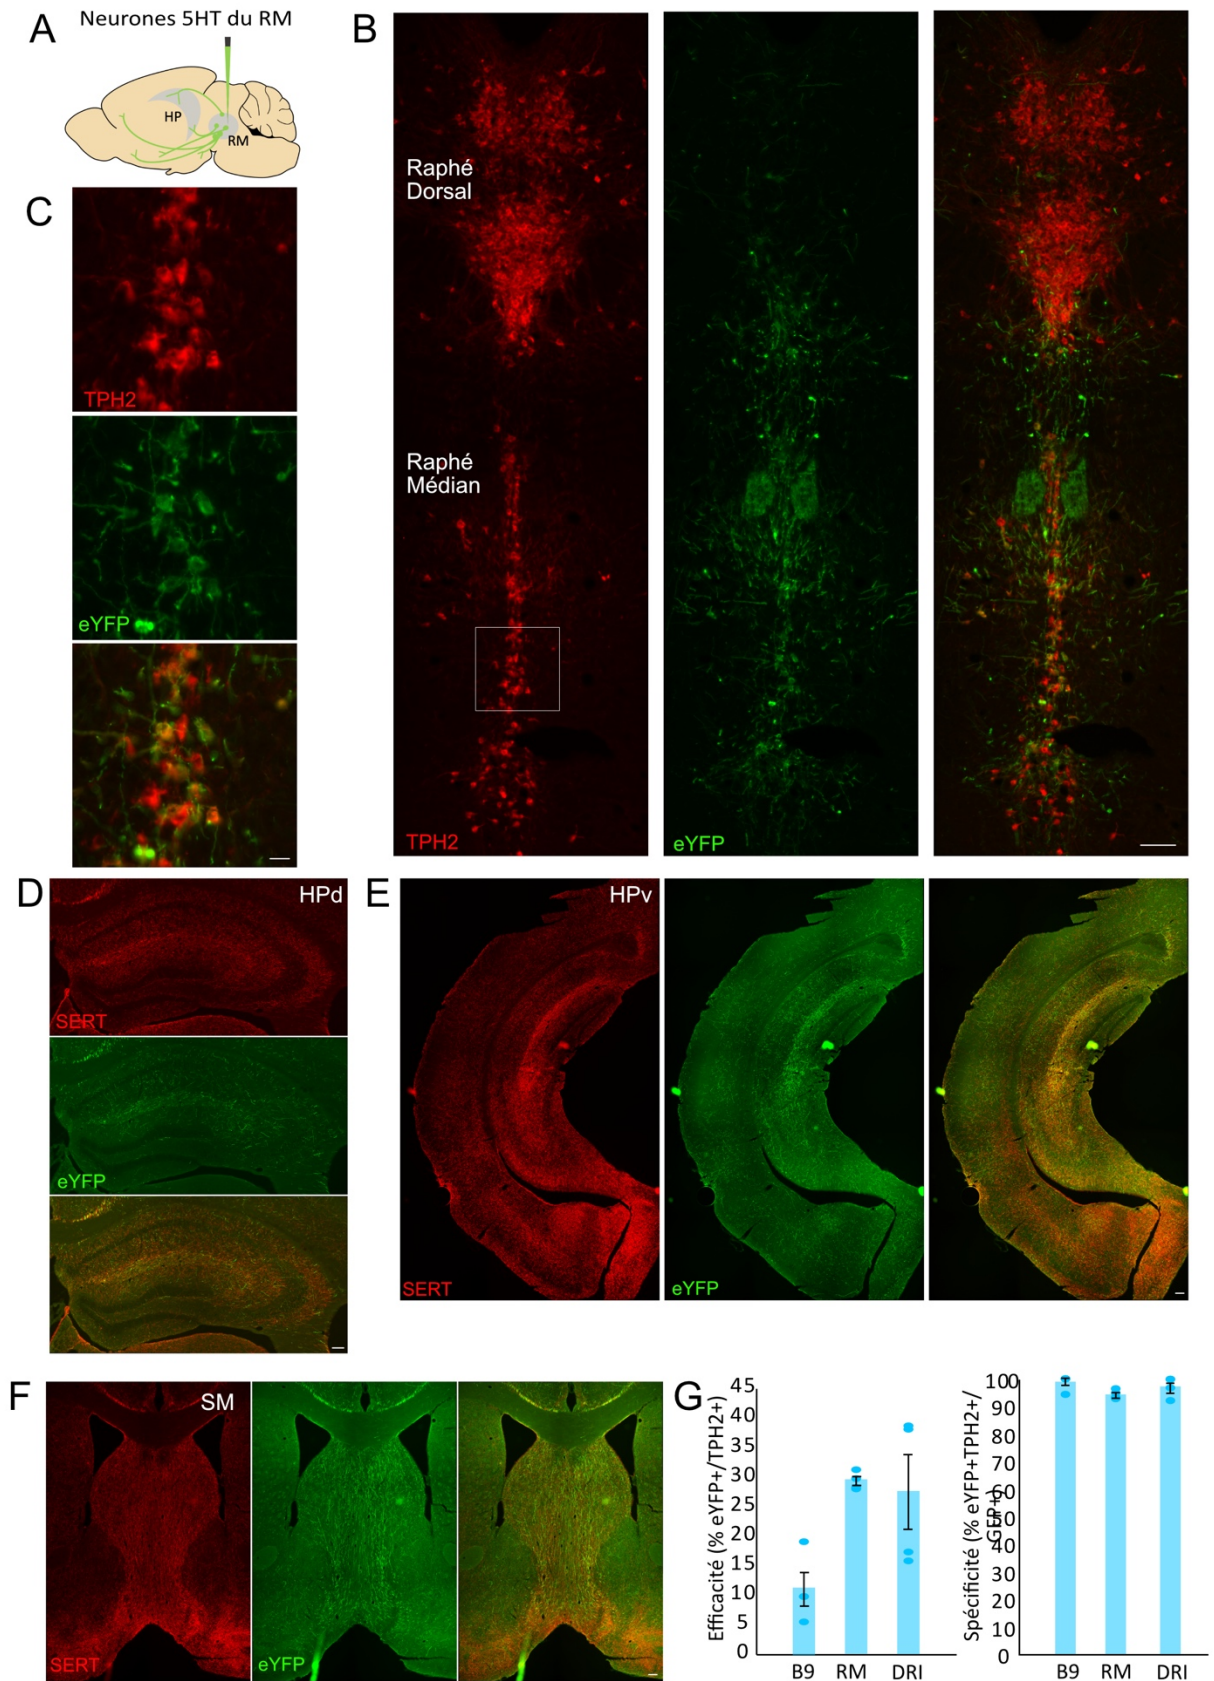 A
Neurones 5HT du RM
HP
RM
B
Raphé
Dorsal
Raphé
Médian
TPH2
eYFP
C
TPH2
eYFP
D
HPd
SERT
eYFP
E
HPv
SERT
eYFP
F
SM
SERT
eYFP
G
Efficacité (% eYFP+/TPH2+)
45
40
35
30
25
20
15
10
5
0
B9 RM DRI
Spécificité (% eYFP+TPH2+/
GFP+)
100
90
80
70
60
50
40
30
20
10
0
B9 RM DRI